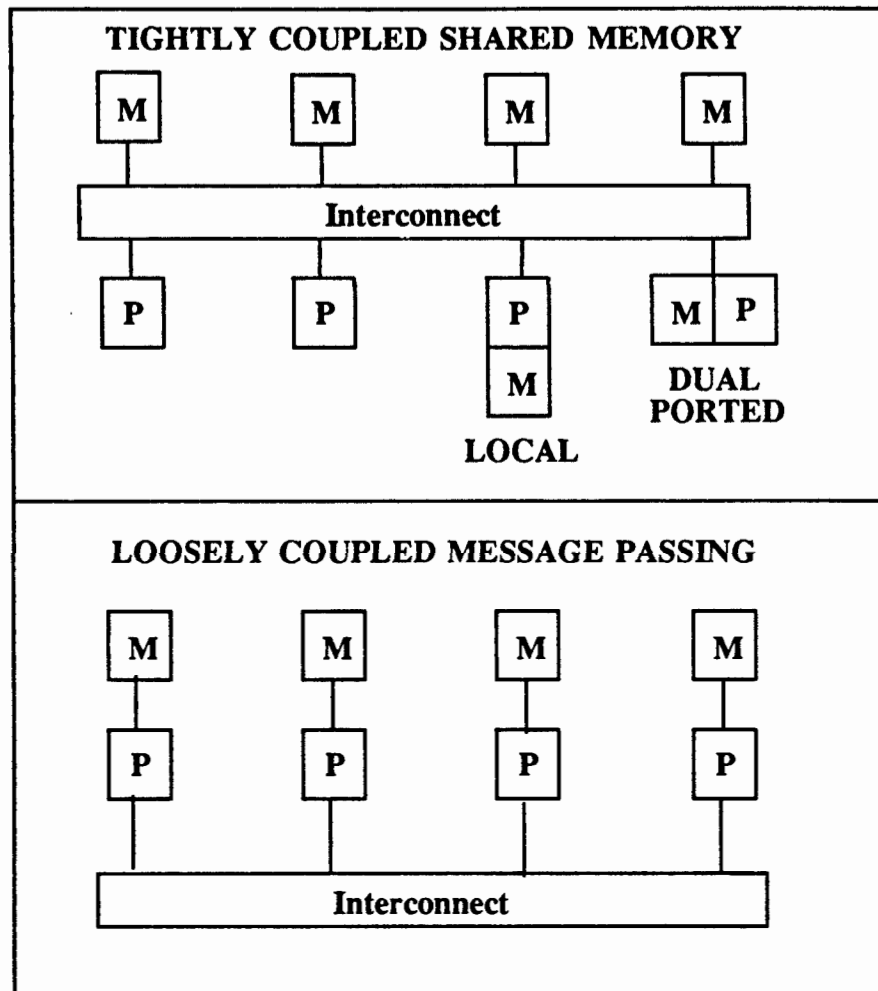 TIGHTLY COUPLED SHARED MEMORY
M M M M
Interconnect
P P P M P
M
DUAL
PORTED
LOCAL
LOOSELY COUPLED MESSAGE PASSING
M M M M
P P P P
Interconnect